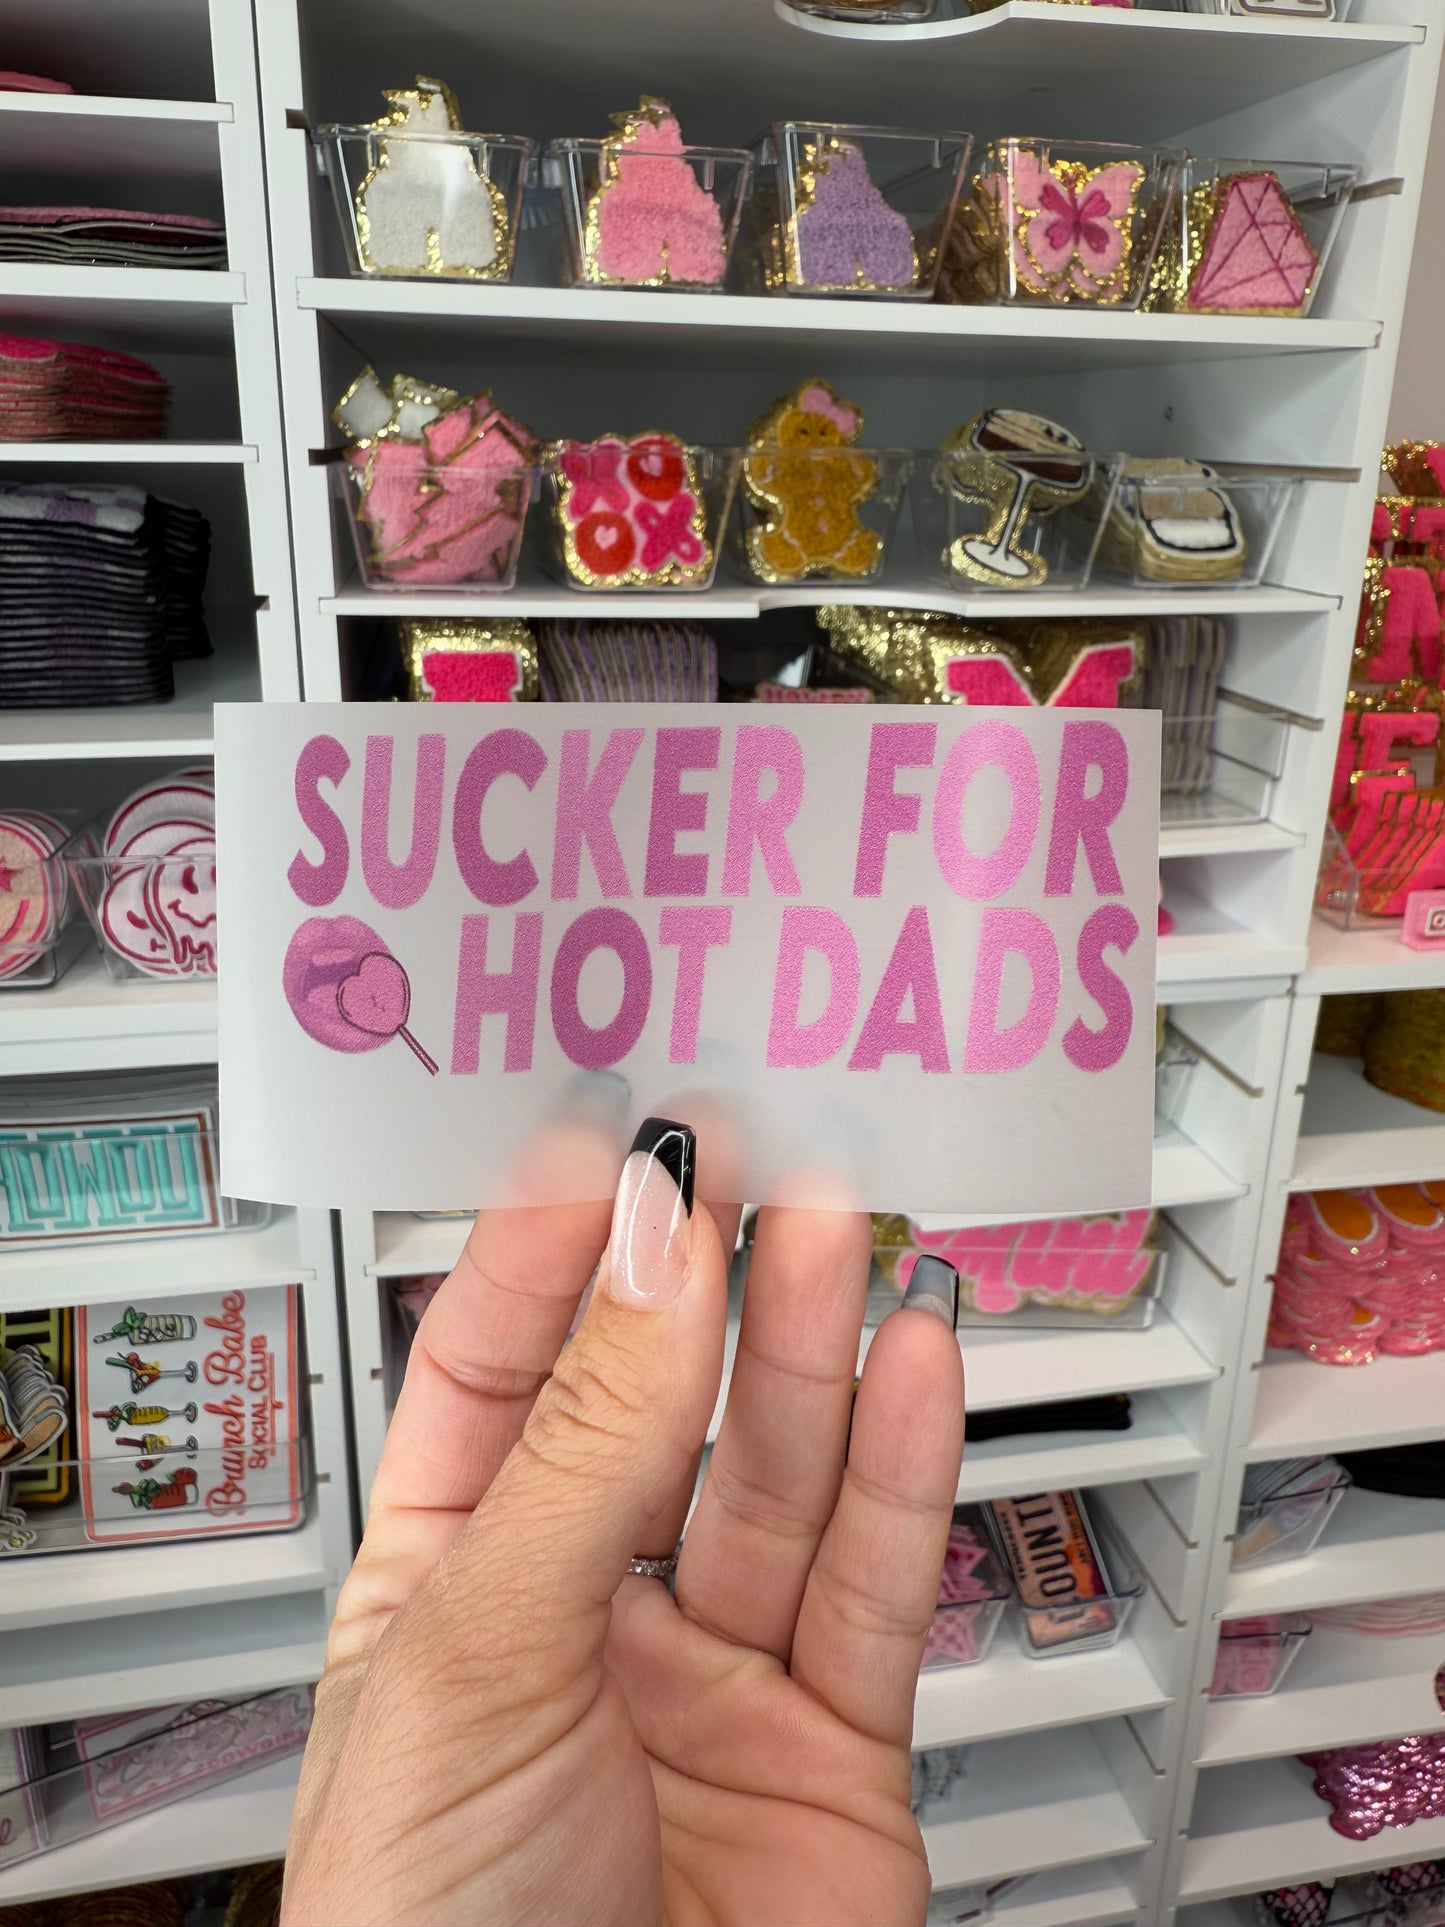 SUCKER FOR
HOT DADS
Brunch Babe
SOCIAL CLUB